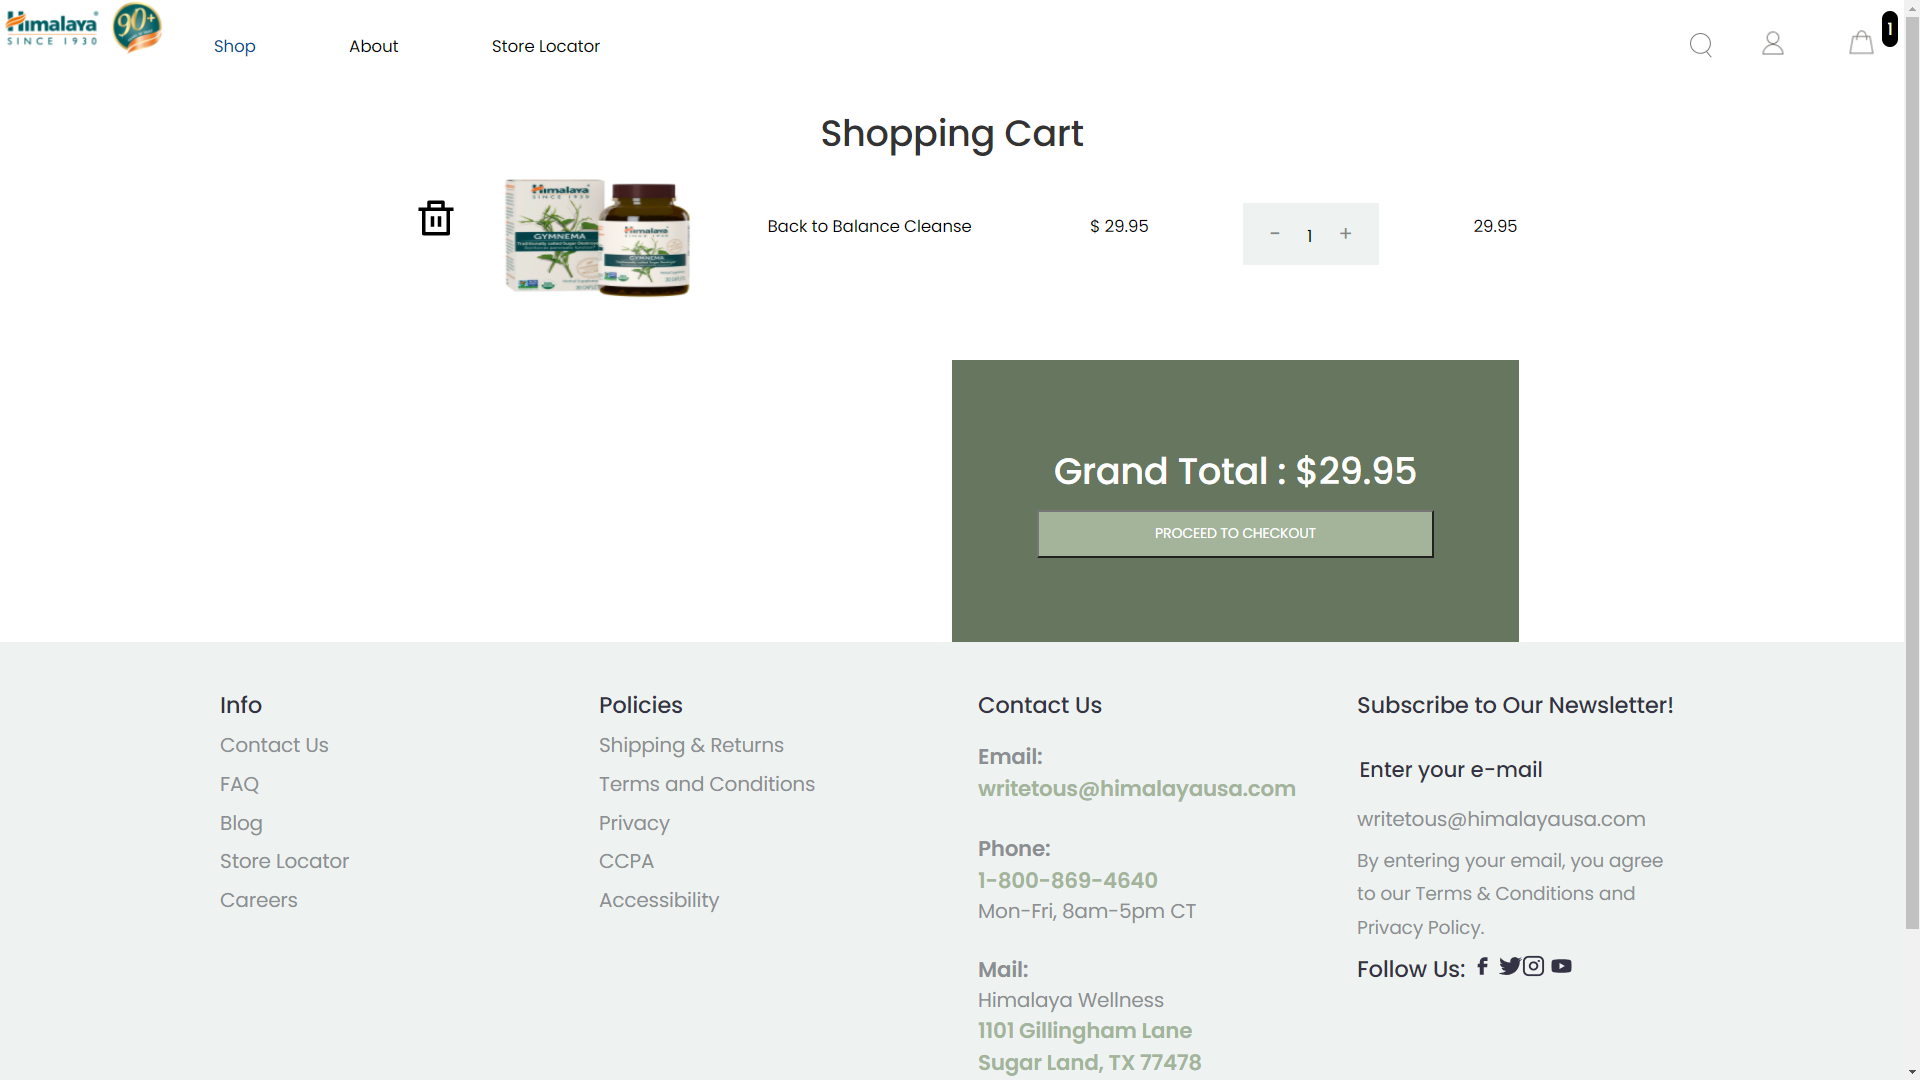 Himalaya
SINCE 1930
90+
Shop
About
Store Locator
1
Shopping Cart
Himalaya
SINCE 1930
GYMNEMA
Himalaya
GYMNEMA
Back to Balance Cleanse
$ 29.95
- 1 +
29.95
Grand Total : $29.95
PROCEED TO CHECKOUT
Info
Contact Us
FAQ
Blog
Store Locator
Careers
Policies
Shipping & Returns
Terms and Conditions
Privacy
CCPA
Accessibility
Contact Us
Email:
writetous@himalayausa.com
Phone:
1-800-869-4640
Mon-Fri, 8am-5pm CT
Mail:
Himalaya Wellness
1101 Gillingham Lane
Sugar Land, TX 77478
Subscribe to Our Newsletter!
Enter your e-mail
writetous@himalayausa.com
By entering your email, you agree
to our Terms & Conditions and
Privacy Policy.
Follow Us: